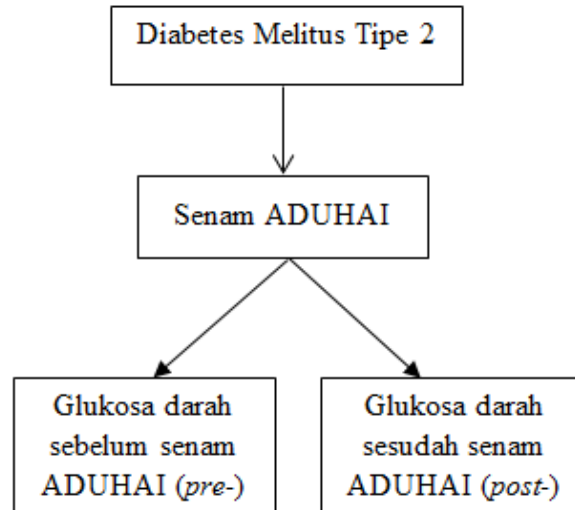 Diabetes Melitus Tipe 2
Senam ADUHAI
Glukosa darah
sebelum senam
ADUHAI (pre-)
Glukosa darah
sesudah senam
ADUHAI (post-)